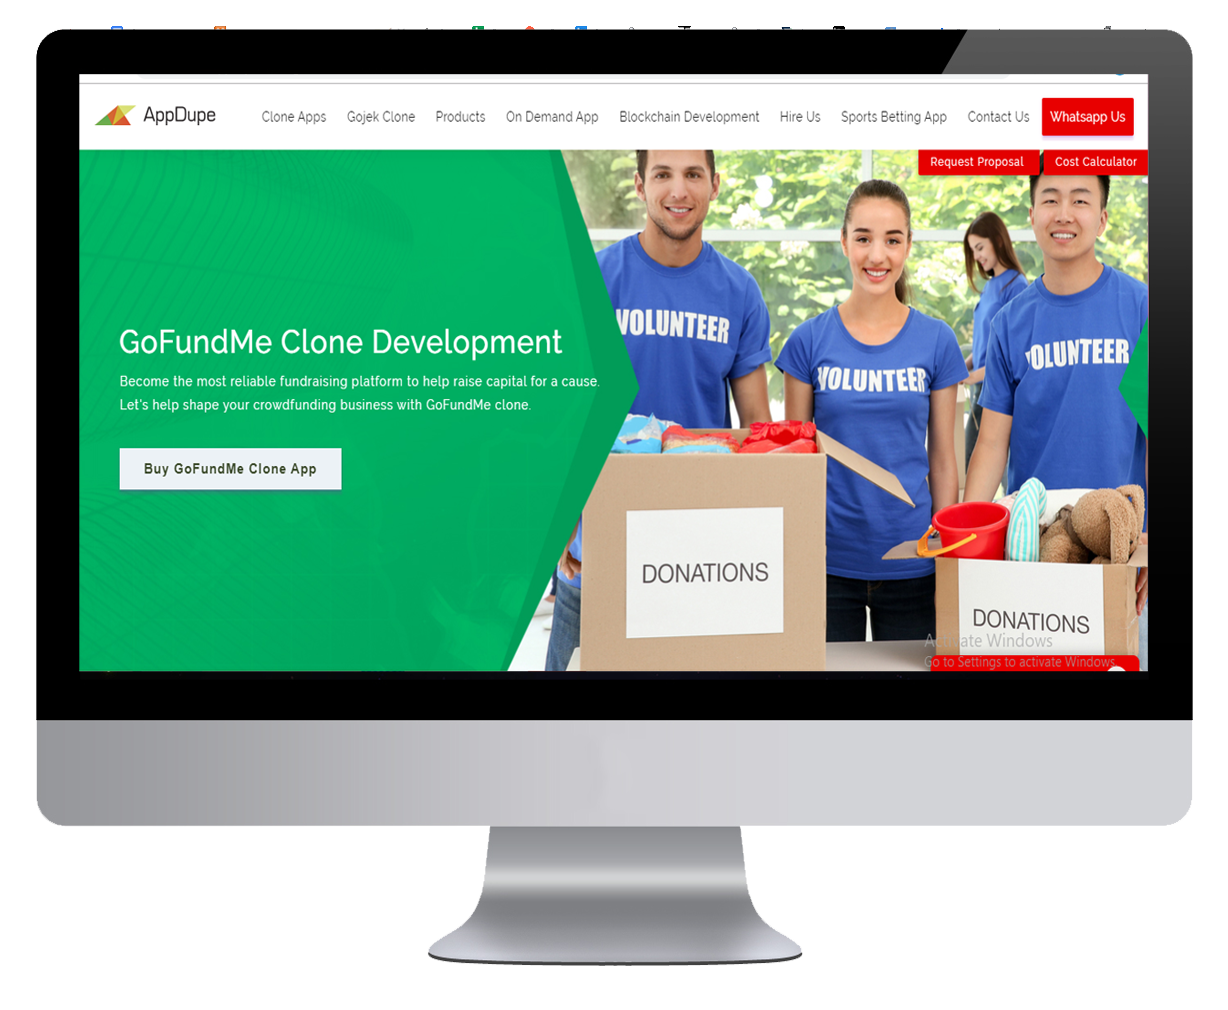 AppDupe
Clone Apps
Gojek Clone
Products
On Demand App
Blockchain Development
Hire Us
Sports Betting App
Contact Us
Whatsapp Us
Request Proposal
Cost Calculator
GoFundMe Clone Development
Become the most reliable fundraising platform to help raise capital for a cause.
Let's help shape your crowdfunding business with GoFundMe clone.
Buy GoFundMe Clone App
VOLUNTEER
VOLUNTEER
VOLUNTEER
DONATIONS
DONATIONS
Activate Windows
Go to Settings to activate Windows.